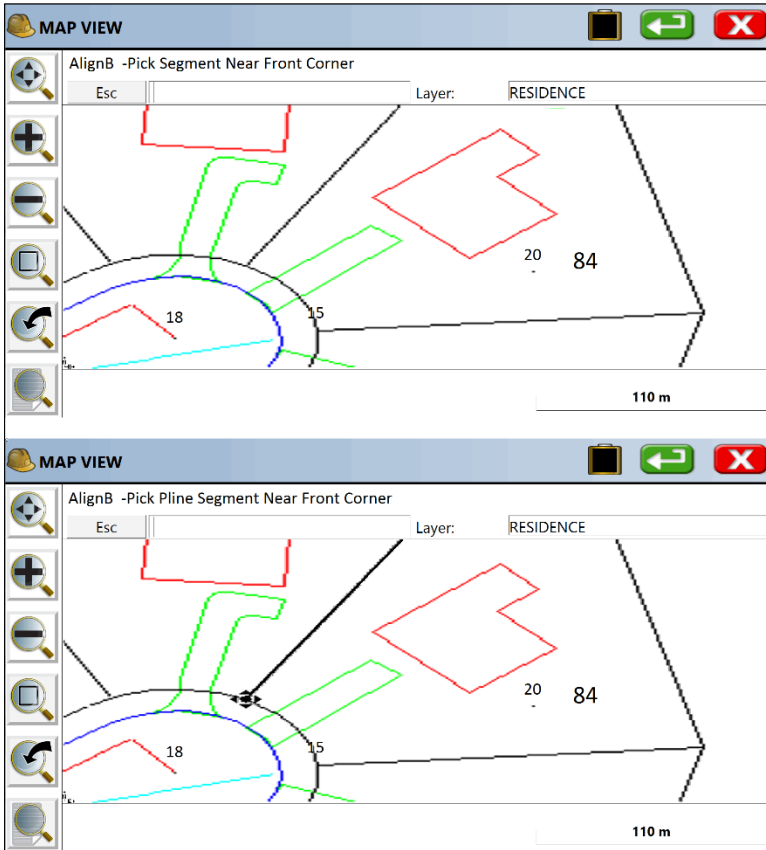 MAP VIEW
AlignB -Pick Segment Near Front Corner
Esc Layer: RESIDENCE
20 84
18 15
110 m
MAP VIEW
AlignB -Pick Pline Segment Near Front Corner
Esc Layer: RESIDENCE
20 84
18 15
110 m